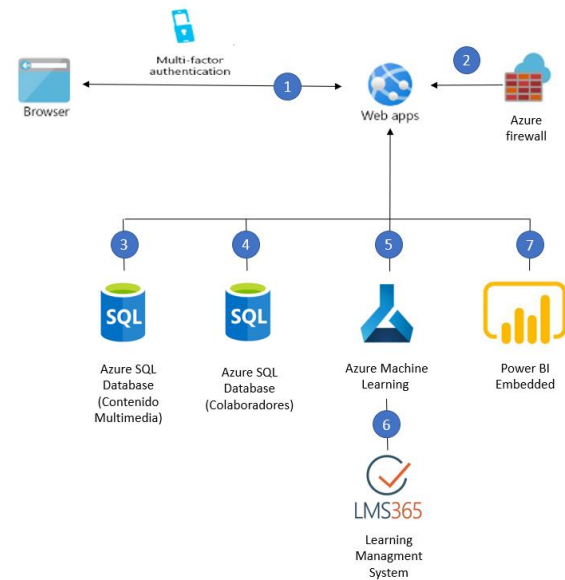 Multi-factor
authentication
1
2
Browser
Web apps
Azure
firewall
3
4
5
7
SQL
SQL
Azure SQL
Database
(Contenido
Multimedia)
Azure SQL
Database
(Colaboradores)
Azure Machine
Learning
Power BI
Embedded
6
LMS365
Learning
Managment
System